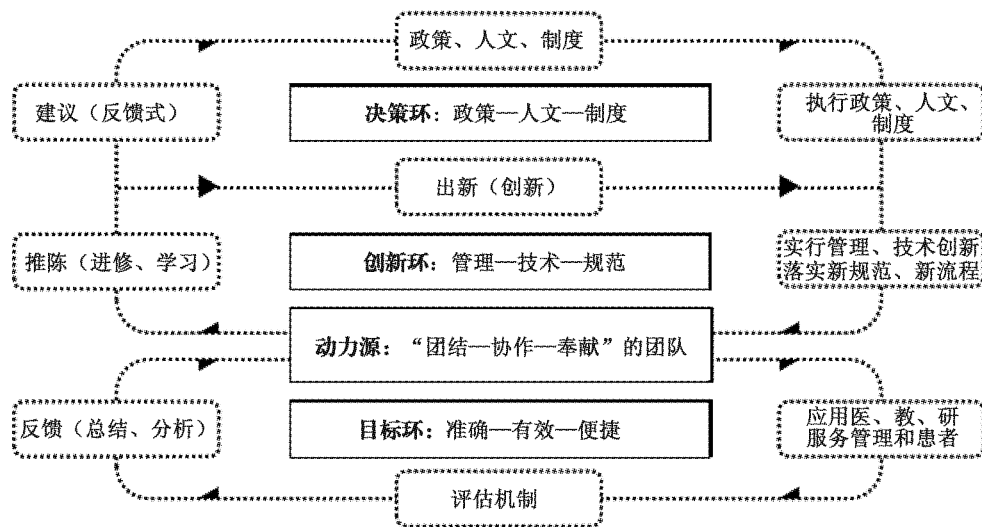 政策、人文、制度
建议（反馈式）
决策环：政策—人文—制度
执行政策、人文、
制度
出新（创新）
推陈（进修、学习）
创新环：管理—技术—规范
实行管理、技术创新
落实新规范、新流程
动力源：“团结—协作—奉献”的团队
反馈（总结、分析）
目标环：准确—有效—便捷
应用医、教、研
服务管理和患者
评估机制